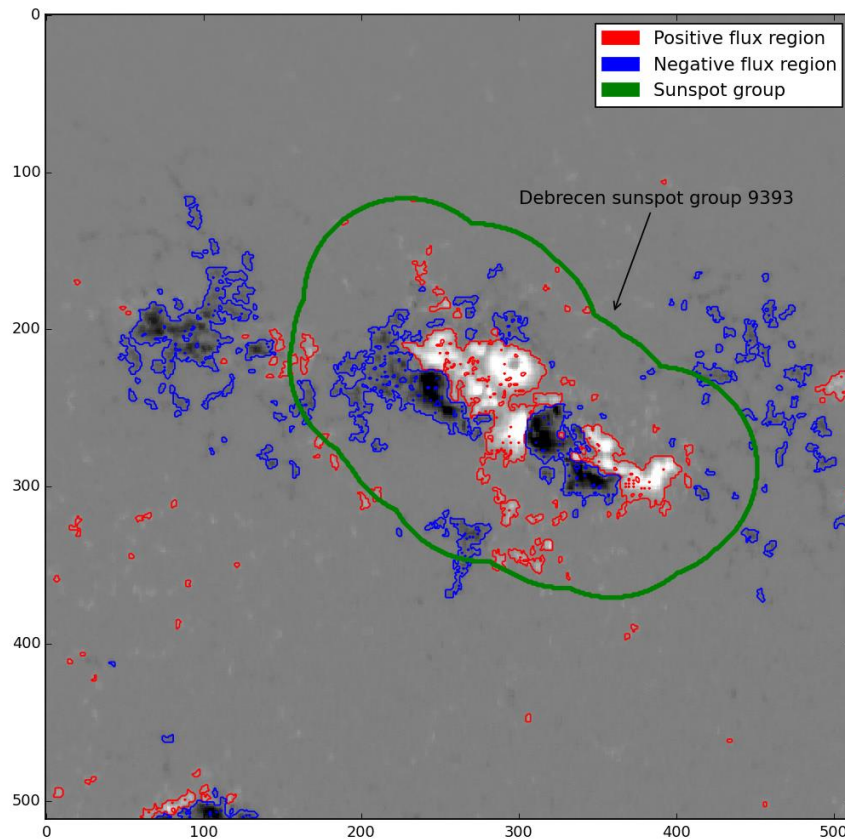 0
Positive flux region
Negative flux region
Sunspot group
100
Debrecen sunspot group 9393
200
300
400
500
0 100 200 300 400 500